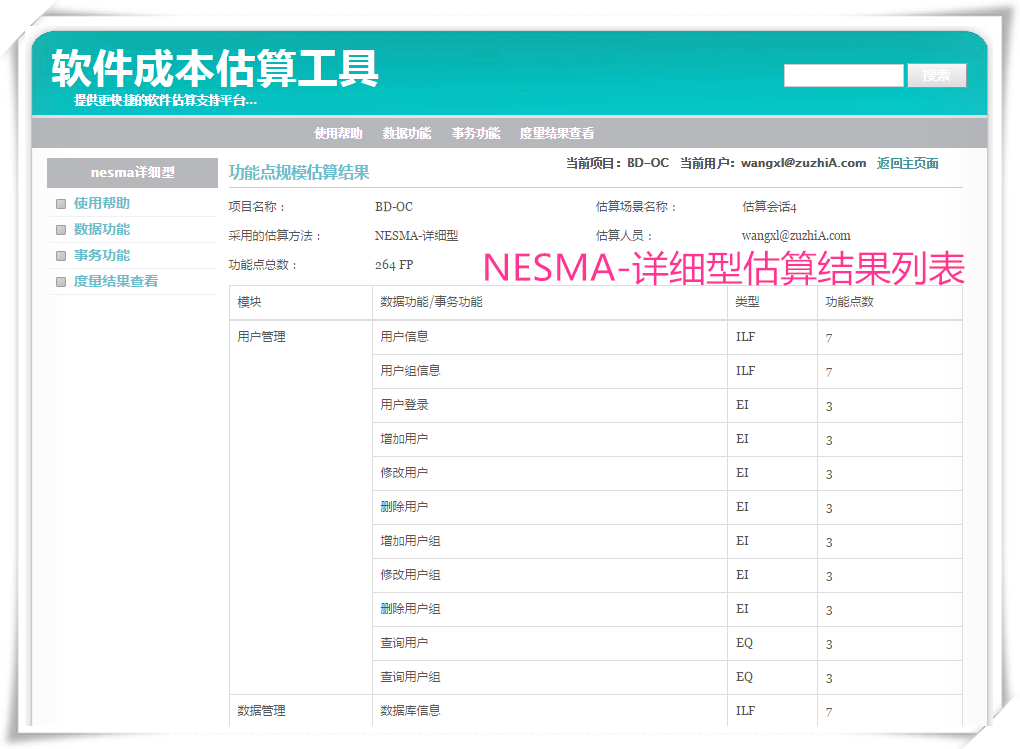 软件成本估算工具
提供更快捷的软件估算支持平台...
搜索
使用帮助 数据功能 事务功能 度量结果查看
nesma详细型
使用帮助
数据功能
事务功能
度量结果查看
当前项目：BD-OC 当前用户：wangxl@zuzhiA.com 返回主页面
功能点规模估算结果
项目名称： BD-OC 估算场景名称： 估算会话4
采用的估算方法： NESMA-详细型 估算人员： wangxl@zuzhiA.com
功能点总数： 264 FP
NESMA-详细型估算结果列表
模块 数据功能/事务功能 类型 功能点数
用户管理 用户信息 ILF 7
用户组信息 ILF 7
用户登录 EI 3
增加用户 EI 3
修改用户 EI 3
删除用户 EI 3
增加用户组 EI 3
修改用户组 EI 3
删除用户组 EI 3
查询用户 EQ 3
查询用户组 EQ 3
数据管理 数据库信息 ILF 7